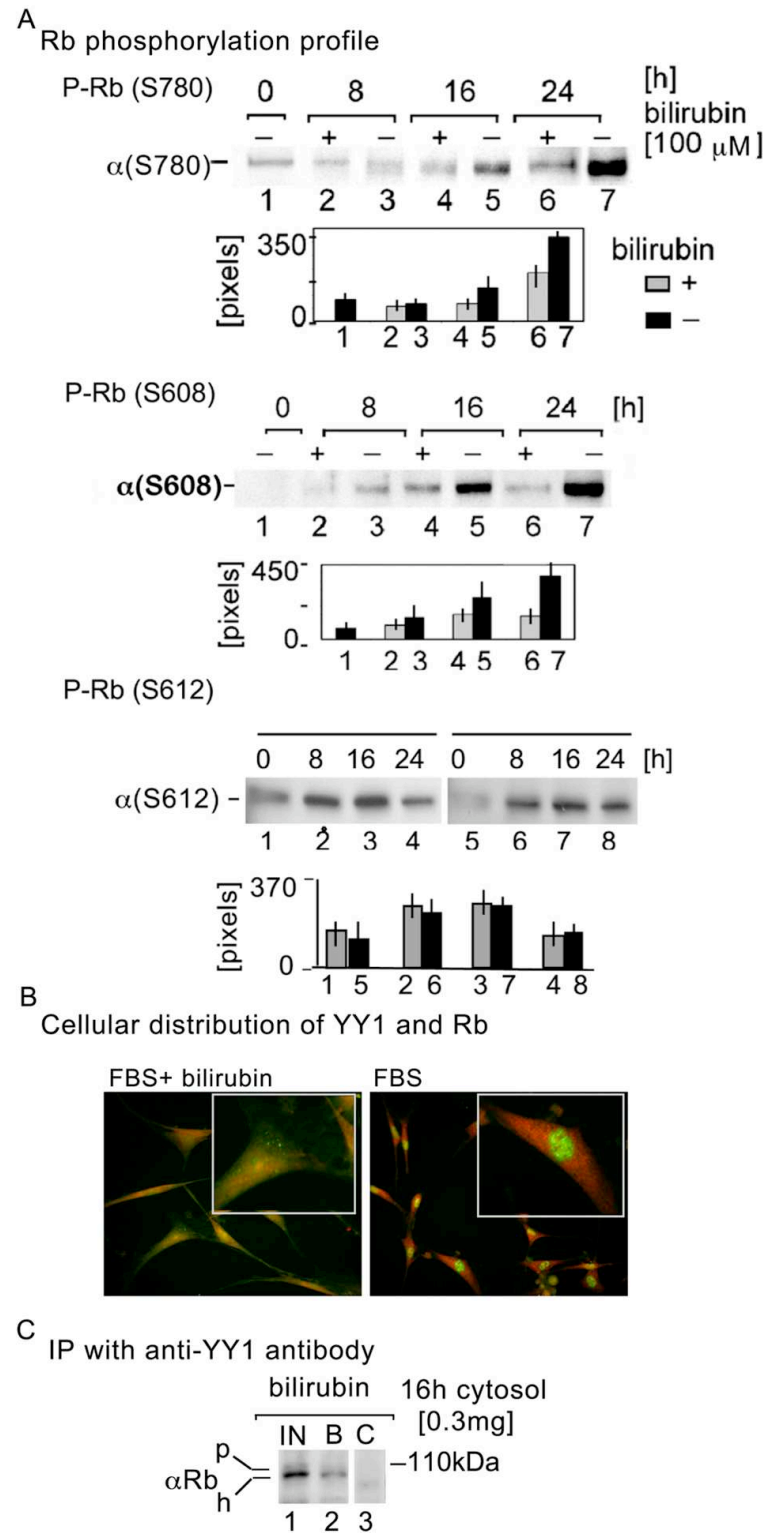 A
Rb phosphorylation profile
P-Rb (S780) 0 8 16 24 [h]
bilirubin
− + − + − + − [100 μM]
α(S780)−
1 2 3 4 5 6 7
350
[pixels]
0
1 2 3 4 5 6 7
bilirubin
+
−
P-Rb (S608)
0 8 16 24 [h]
− + − + − + −
α(S608)-
1 2 3 4 5 6 7
450
[pixels]
0
1 2 3 4 5 6 7
P-Rb (S612)
0 8 16 24 0 8 16 24 [h]
α(S612) -
1 2 3 4 5 6 7 8
370
[pixels]
0
1 5 2 6 3 7 4 8
B
Cellular distribution of YY1 and Rb
FBS+ bilirubin FBS
C
IP with anti-YY1 antibody
bilirubin 16h cytosol
[0.3mg]
IN B C
p −110kDa
αRb
h
1 2 3